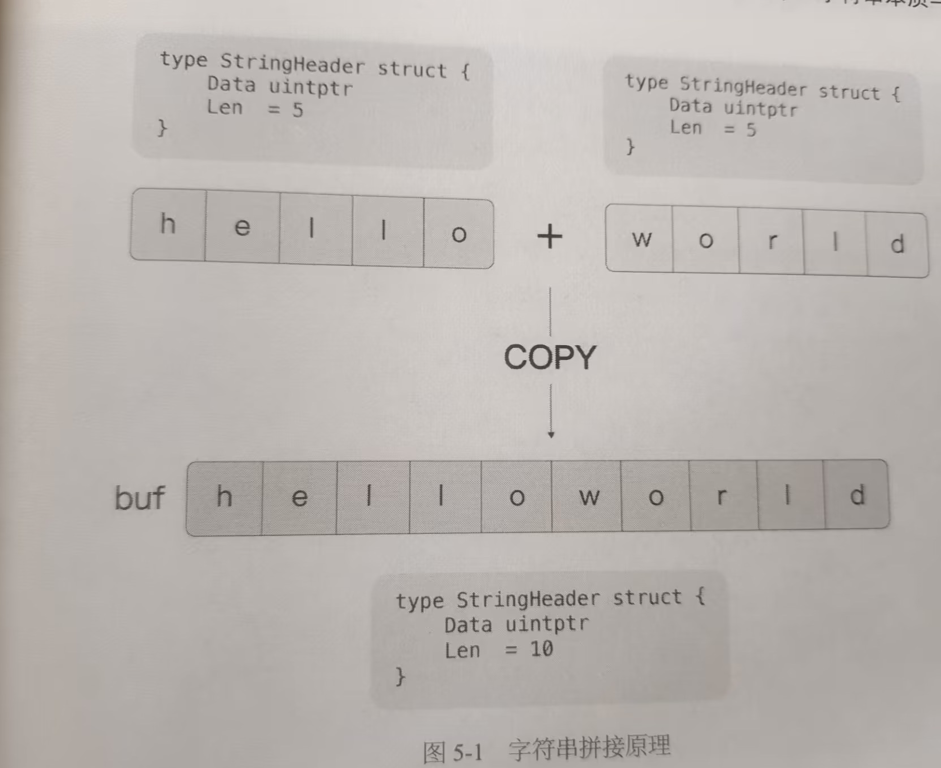 type StringHeader struct {
Data uintptr
Len = 5
}
type StringHeader struct {
Data uintptr
Len = 5
}
h e l l o + w o r l d
COPY
buf h e l l o w o r l d
type StringHeader struct {
Data uintptr
Len = 10
}
图 5-1 字符串拼接原理